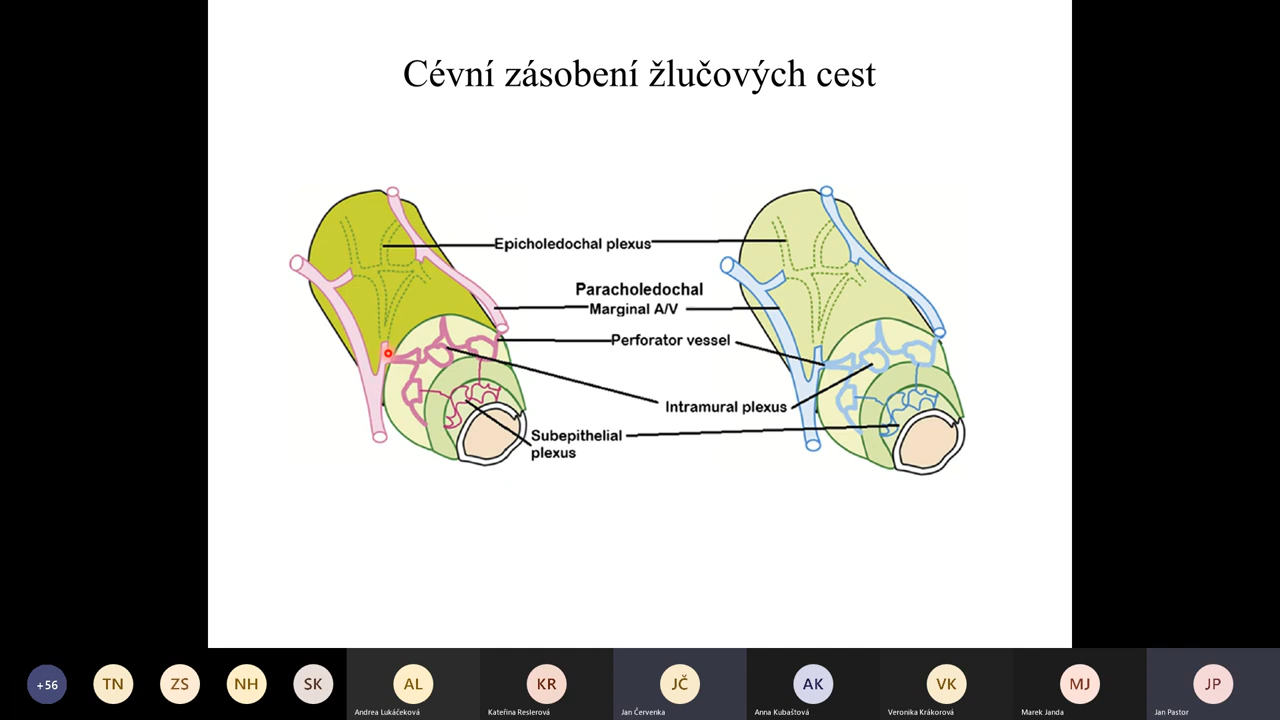 Cévní zásobení žlučových cest
Epicholedochal plexus
Paracholedochal
Marginal A/V
Perforator vessel
Intramural plexus
Subepithelial
plexus
+56
TN
ZS
NH
SK
AL
Andrea Lukáčeková
KR
Kateřina Reslerová
JČ
Jan Červenka
AK
Anna Kubaštová
VK
Veronika Krákorová
MJ
Marek Janda
JP
Jan Pastor